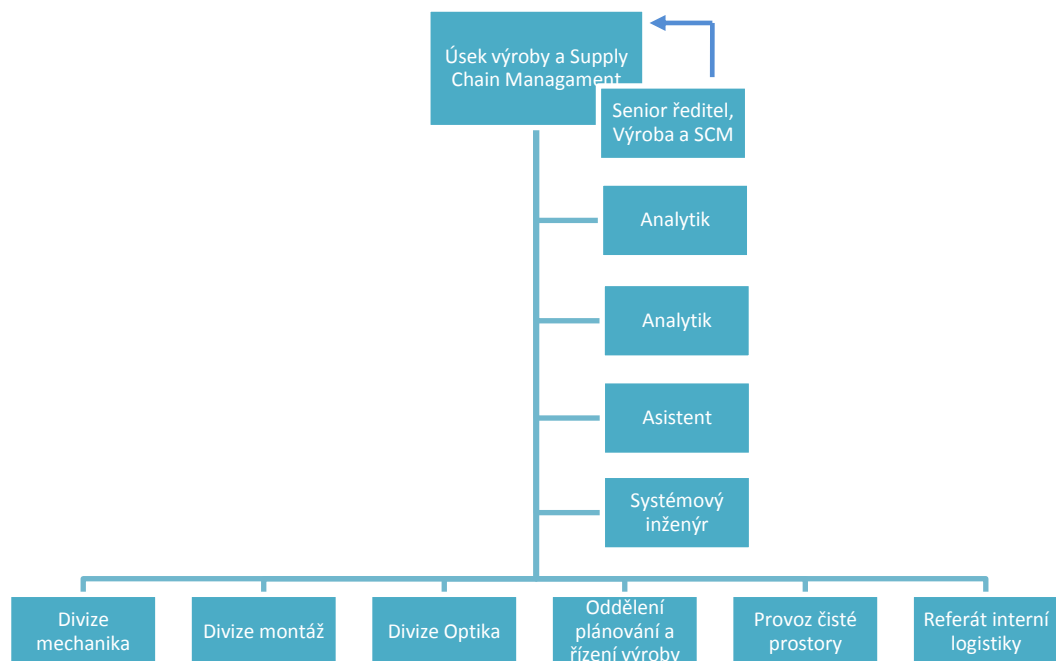 Úsek výroby a Supply
Chain Managament
Senior ředitel,
Výroba a SCM
Analytik
Analytik
Asistent
Systémový
inženýr
Divize
mechanika
Divize montáž
Divize Optika
Oddělení
plánování a
řízení výroby
Provoz čisté
prostory
Referát interní
logistiky